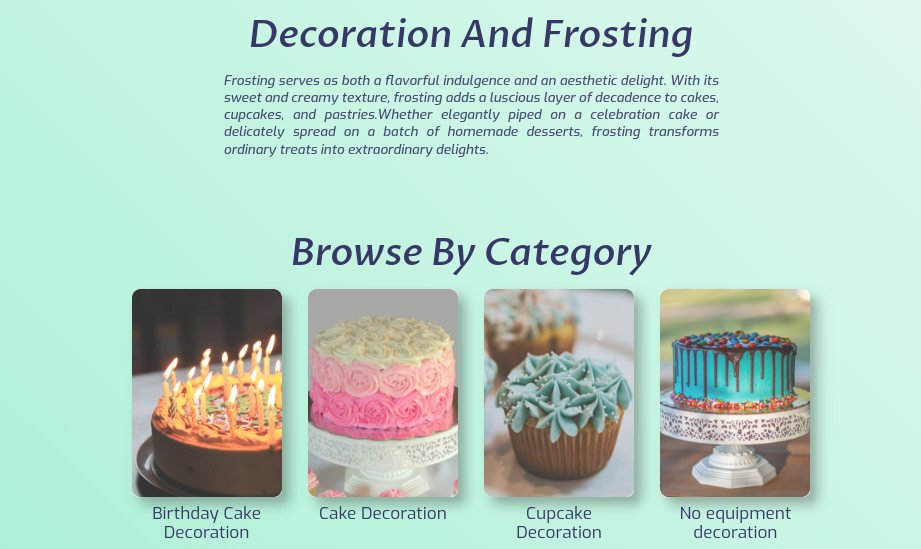 Decoration And Frosting
Frosting serves as both a flavorful indulgence and an aesthetic delight. With its
sweet and creamy texture, frosting adds a luscious layer of decadence to cakes,
cupcakes, and pastries.Whether elegantly piped on a celebration cake or
delicately spread on a batch of homemade desserts, frosting transforms
ordinary treats into extraordinary delights.
Browse By Category
Birthday Cake
Decoration
Cake Decoration
Cupcake
Decoration
No equipment
decoration